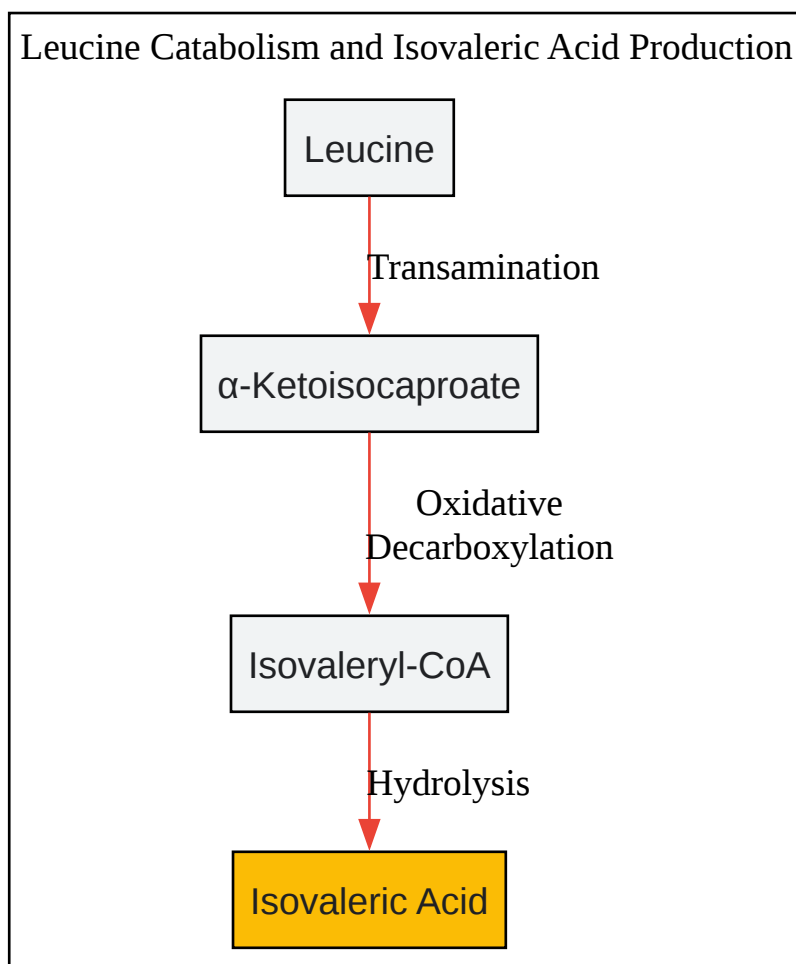 Leucine Catabolism and Isovaleric Acid Production
Leucine
Transamination
α-Ketoisocaproate
Oxidative
Decarboxylation
Isovaleryl-CoA
Hydrolysis
Isovaleric Acid